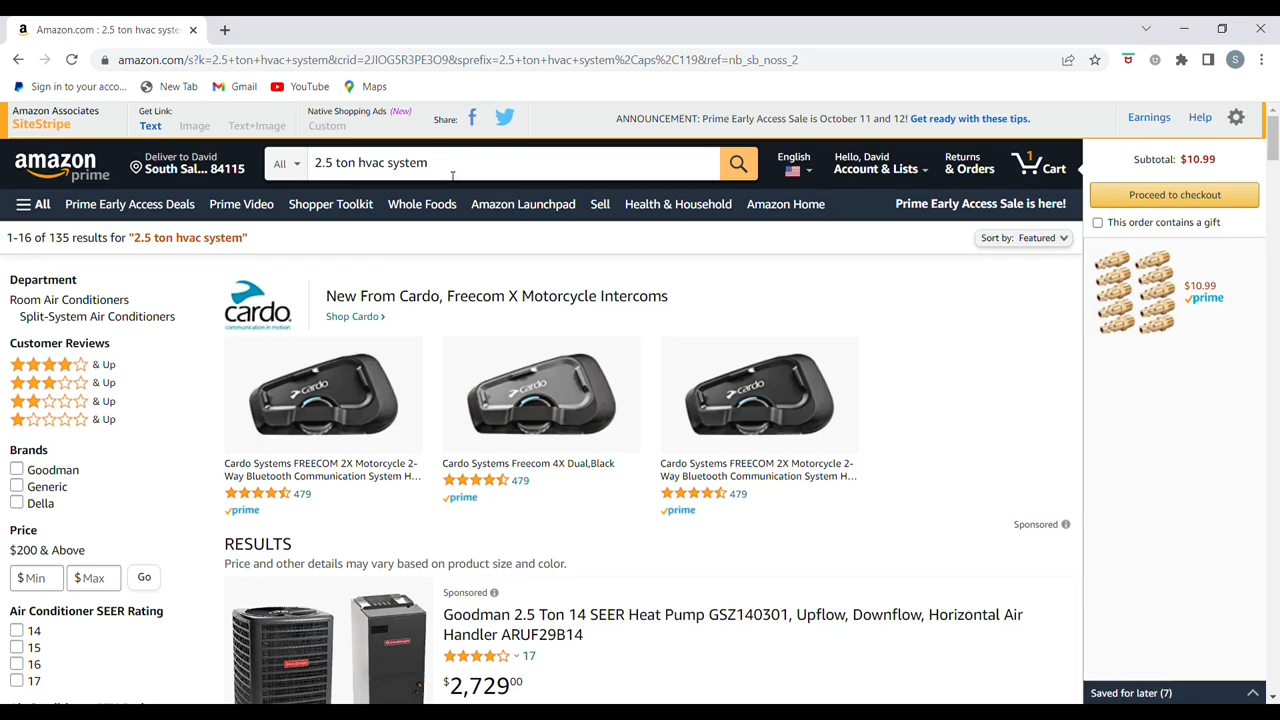 Amazon.com : 2.5 ton hvac syste
amazon.com/s?k=2.5+ton+hvac+system&crid=2JIOG5R3PE3O9&sprefix=2.5+ton+hvac+system%2Caps%2C119&ref=nb_sb_noss_2
S
Sign in to your acco...
New Tab
Gmail
YouTube
Maps
Amazon Associates
SiteStripe
Get Link:
Text
Image
Text+Image
Native Shopping Ads (New)
Custom
Share:
ANNOUNCEMENT: Prime Early Access Sale is October 11 and 12! Get ready with these tips.
Earnings
Help
amazon
prime
Deliver to David
South Sal... 84115
All
2.5 ton hvac system
English
Hello, David
Account & Lists
Returns
& Orders
1
Cart
Subtotal: $10.99
Proceed to checkout
This order contains a gift
$10.99
prime
Saved for later (7)
All
Prime Early Access Deals
Prime Video
Shopper Toolkit
Whole Foods
Amazon Launchpad
Sell
Health & Household
Amazon Home
Prime Early Access Sale is here!
1-16 of 135 results for "2.5 ton hvac system"
Sort by: Featured
Department
Room Air Conditioners
Split-System Air Conditioners
Customer Reviews
& Up
& Up
& Up
& Up
Brands
Goodman
Generic
Della
Price
$200 & Above
$ Min
$ Max
Go
Air Conditioner SEER Rating
14
15
16
17
cardo.
communication in motion
New From Cardo, Freecom X Motorcycle Intercoms
Shop Cardo ›
cardo
cardo
cardo
Cardo Systems FREECOM 2X Motorcycle 2-
Way Bluetooth Communication System H...
479
prime
Cardo Systems Freecom 4X Dual,Black
479
prime
Cardo Systems FREECOM 2X Motorcycle 2-
Way Bluetooth Communication System H...
479
prime
Sponsored
RESULTS
Price and other details may vary based on product size and color.
Sponsored
Goodman 2.5 Ton 14 SEER Heat Pump GSZ140301, Upflow, Downflow, Horizontal Air
Handler ARUF29B14
17
$2,729⁰⁰